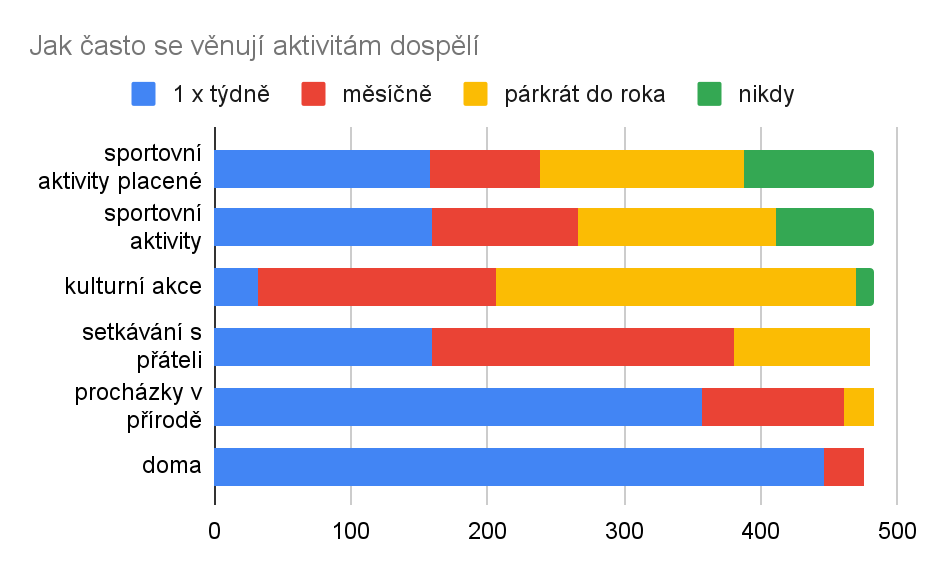 Jak často se věnují aktivitám dospělí
1 x týdně
měsíčně
párkrát do roka
nikdy
sportovní
aktivity placené
sportovní
aktivity
kulturní akce
setkávání s
přáteli
procházky v
přírodě
doma
0
100
200
300
400
500